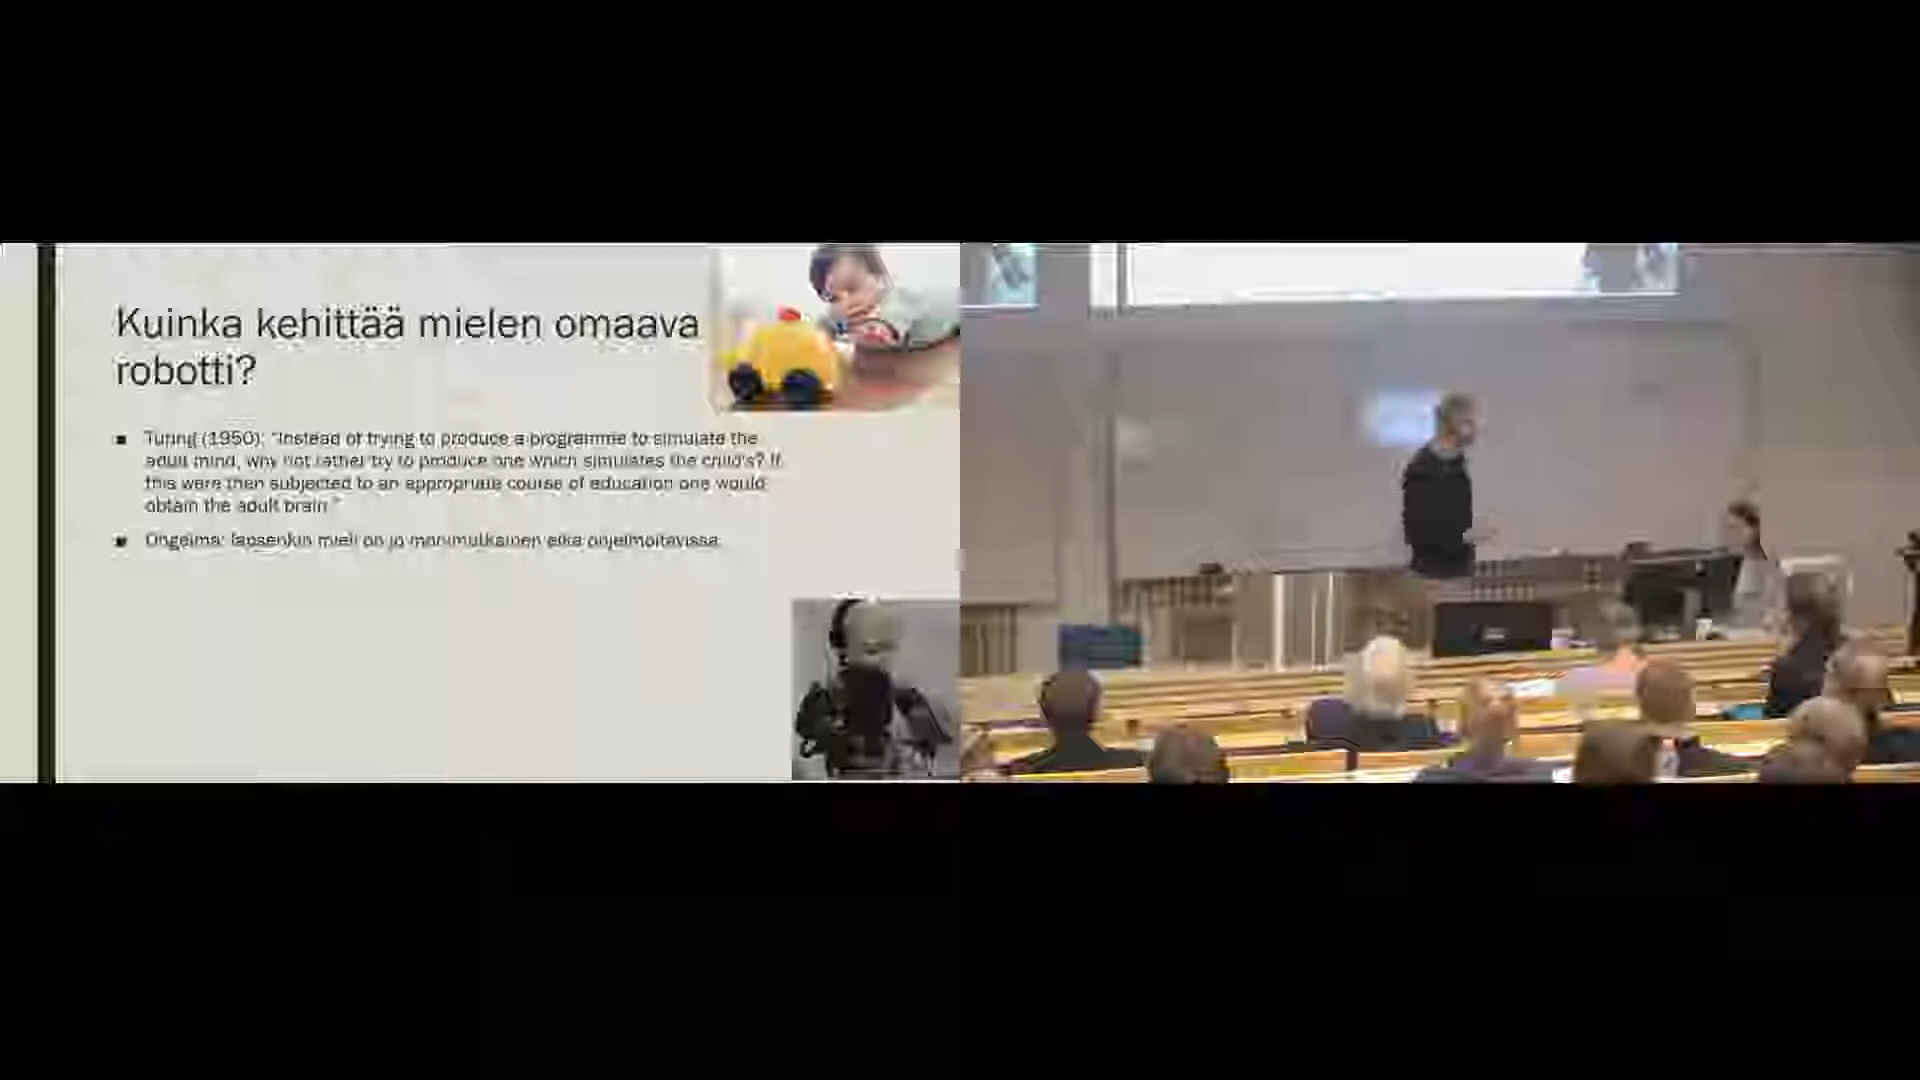 Kuinka kehittää mielen omaava
robotti?
Turing (1950): "Instead of trying to produce a programme to simulate the
adult mind, why not rather try to produce one which simulates the child's? If
this were then subjected to an appropriate course of education one would
obtain the adult brain."
Ongelma: lapsenkin mieli on jo monimutkainen eikä ohjelmoitavissa